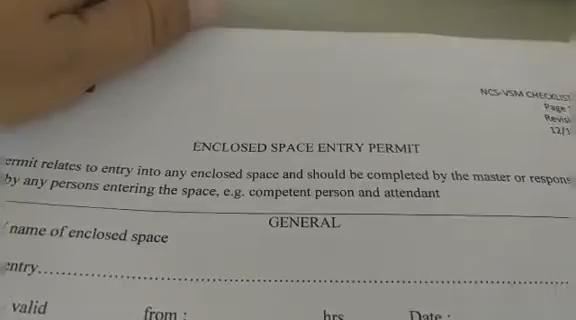 NCS-VSM CHECKLIST
Page
Revisi
12/1
ENCLOSED SPACE ENTRY PERMIT
ermit relates to entry into any enclosed space and should be completed by the master or respons
by any persons entering the space, e.g. competent person and attendant
GENERAL
/ name of enclosed space
entry................................................................
valid from : hrs Date :